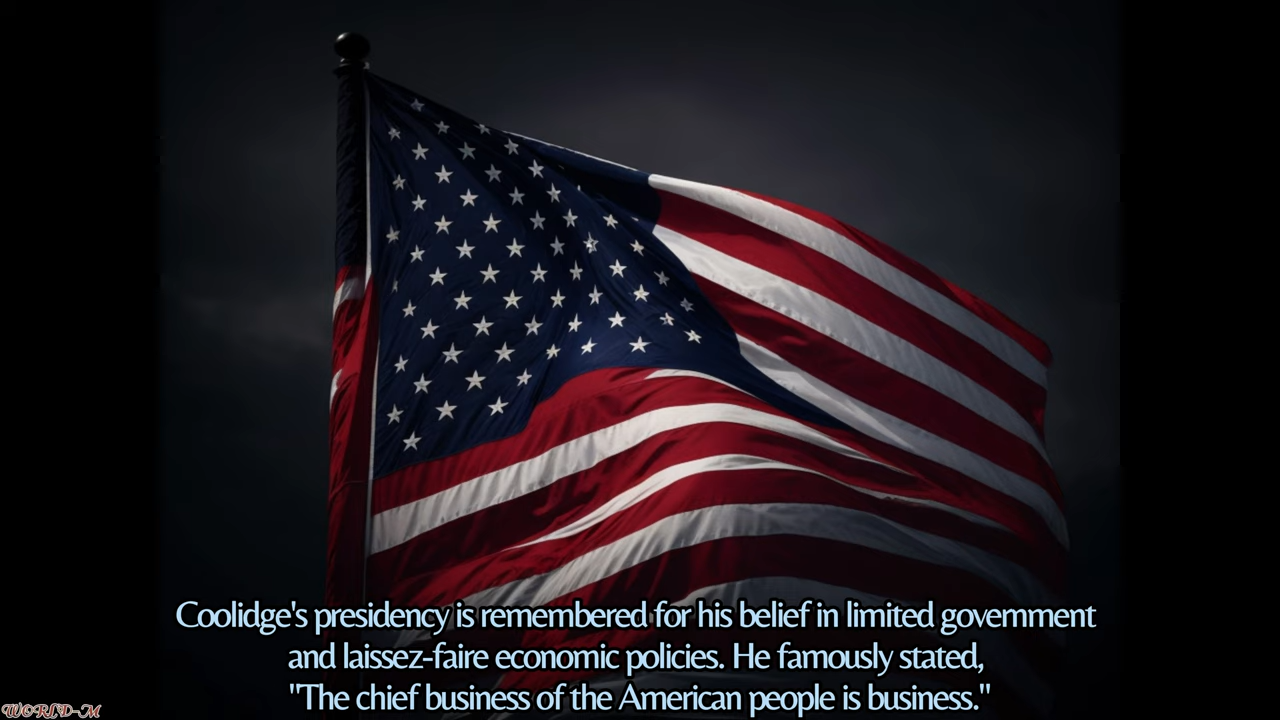 Coolidge's presidency is remembered for his belief in limited government
and laissez-faire economic policies. He famously stated,
"The chief business of the American people is business."
WORLD-M